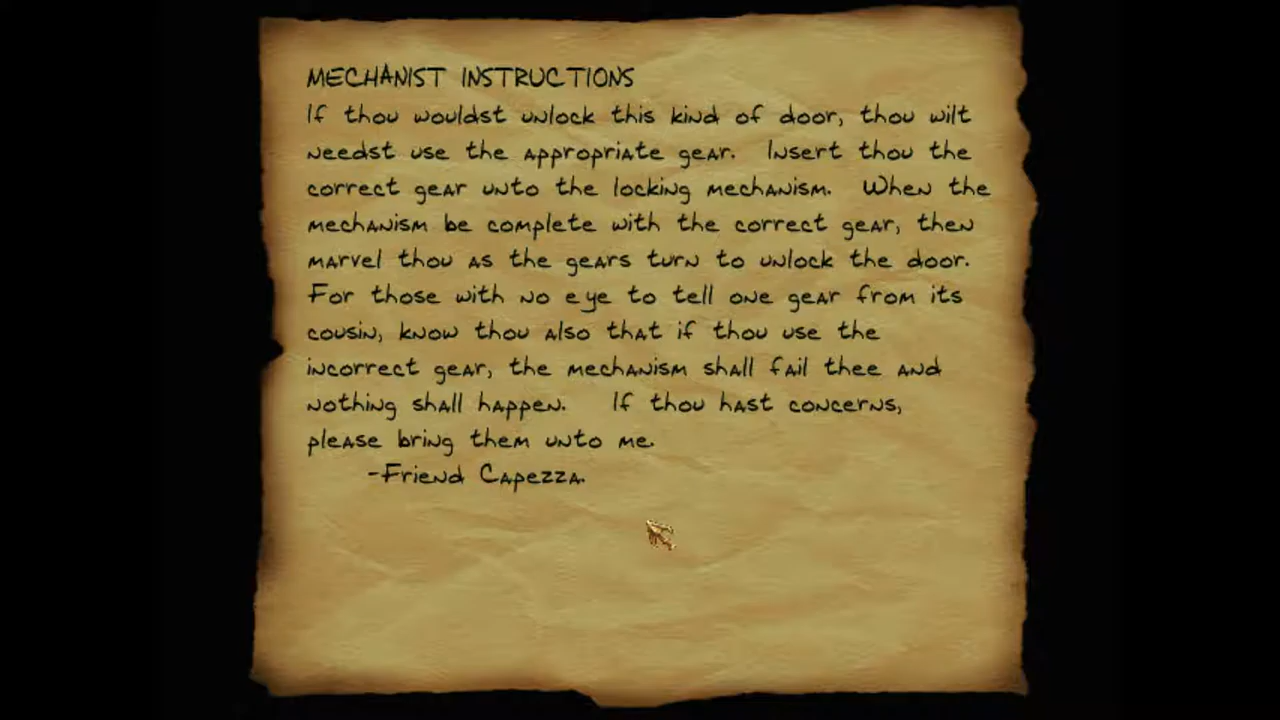 MECHANIST INSTRUCTIONS
If thou wouldst unlock this kind of door, thou wilt
needst use the appropriate gear.  Insert thou the
correct gear unto the locking mechanism.  When the
mechanism be complete with the correct gear, then
marvel thou as the gears turn to unlock the door.
For those with no eye to tell one gear from its
cousin, know thou also that if thou use the
incorrect gear, the mechanism shall fail thee and
nothing shall happen.   If thou hast concerns,
please bring them unto me.
-Friend Capezza.